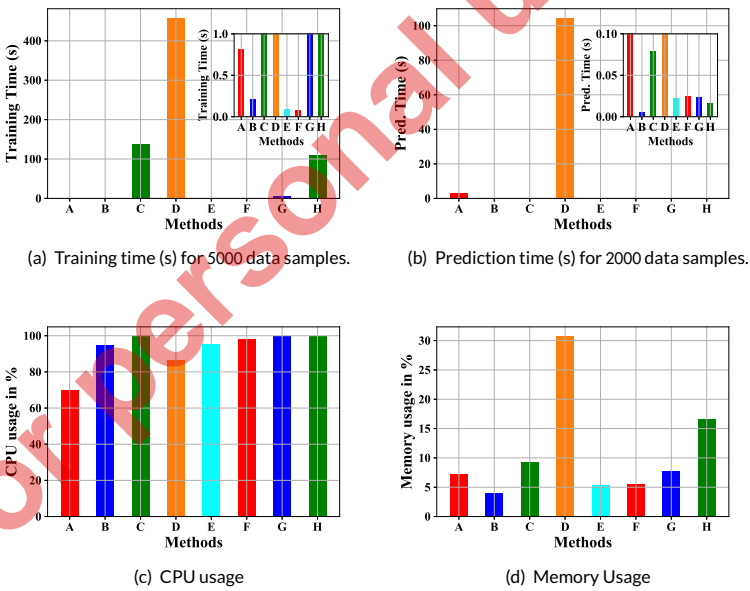 Training Time (s)
400
300
200
100
0
A B C D E F G H
Methods
Training Time (s)
1.0
0.5
0.0
A B C D E F G H
Methods
(a) Training time (s) for 5000 data samples.
Pred. Time (s)
100
80
60
40
20
0
A B C D E F G H
Methods
Pred. Time (s)
0.10
0.05
0.00
A B C D E F G H
Methods
(b) Prediction time (s) for 2000 data samples.
CPU usage in %
100
80
60
40
20
0
A B C D E F G H
Methods
(c) CPU usage
Memory usage in %
30
25
20
15
10
5
0
A B C D E F G H
Methods
(d) Memory Usage
or personal u